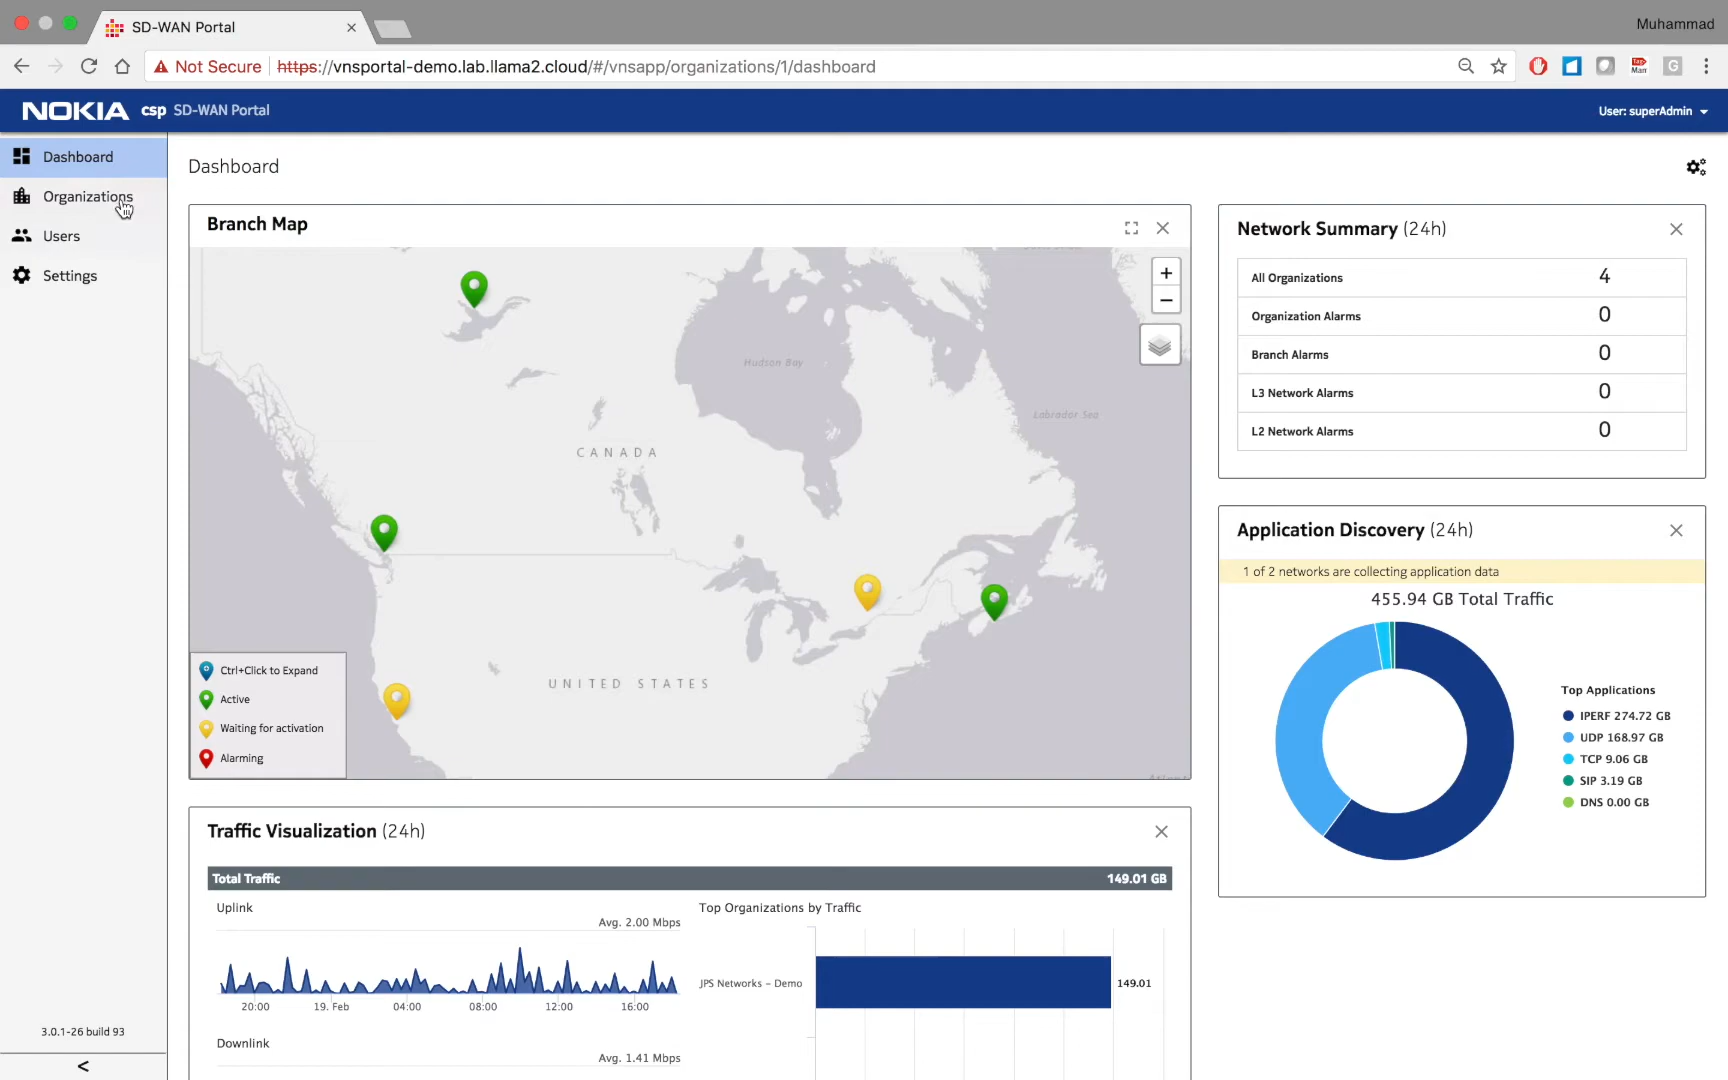 SD-WAN Portal
Muhammad
Not Secure
https://vnsportal-demo.lab.llama2.cloud/#/vnsapp/organizations/1/dashboard
Tag Man
G
NOKIA csp SD-WAN Portal
User: superAdmin
Dashboard
Organizations
Users
Settings
3.0.1-26 build 93
<
Dashboard
Branch Map
+
−
Hudson Bay
Labrador Sea
CANADA
UNITED STATES
Ctrl+Click to Expand
Active
Waiting for activation
Alarming
Network Summary (24h)
All Organizations 4
Organization Alarms 0
Branch Alarms 0
L3 Network Alarms 0
L2 Network Alarms 0
Application Discovery (24h)
1 of 2 networks are collecting application data
455.94 GB Total Traffic
Top Applications
IPERF 274.72 GB
UDP 168.97 GB
TCP 9.06 GB
SIP 3.19 GB
DNS 0.00 GB
Traffic Visualization (24h)
Total Traffic 149.01 GB
Uplink
Avg. 2.00 Mbps
20:00 19. Feb 04:00 08:00 12:00 16:00
Downlink
Avg. 1.41 Mbps
Top Organizations by Traffic
JPS Networks - Demo 149.01